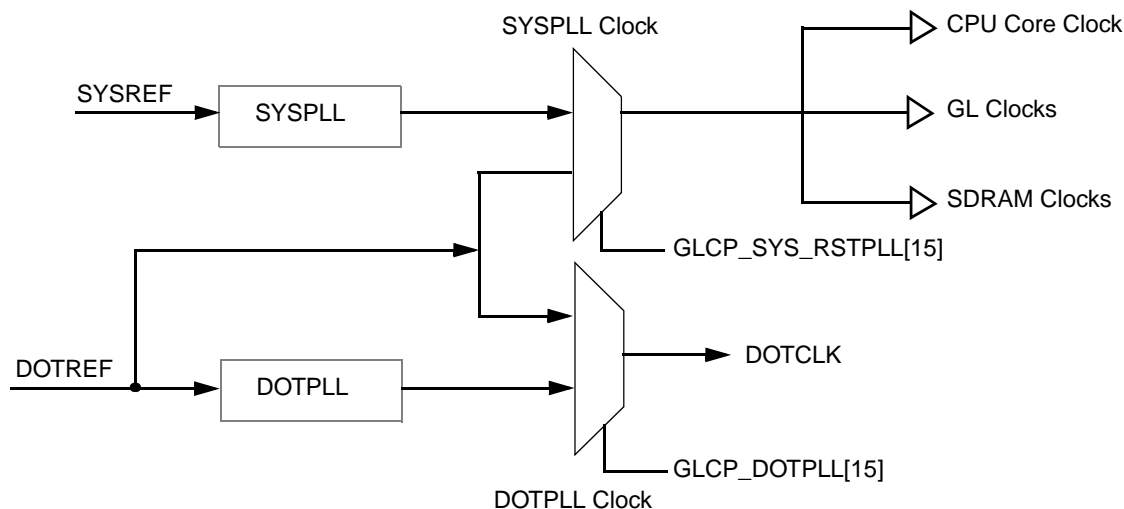 SYSPLL Clock
CPU Core Clock
SYSREF
SYSPLL
GL Clocks
SDRAM Clocks
GLCP_SYS_RSTPLL[15]
DOTREF
DOTPLL
DOTCLK
GLCP_DOTPLL[15]
DOTPLL Clock